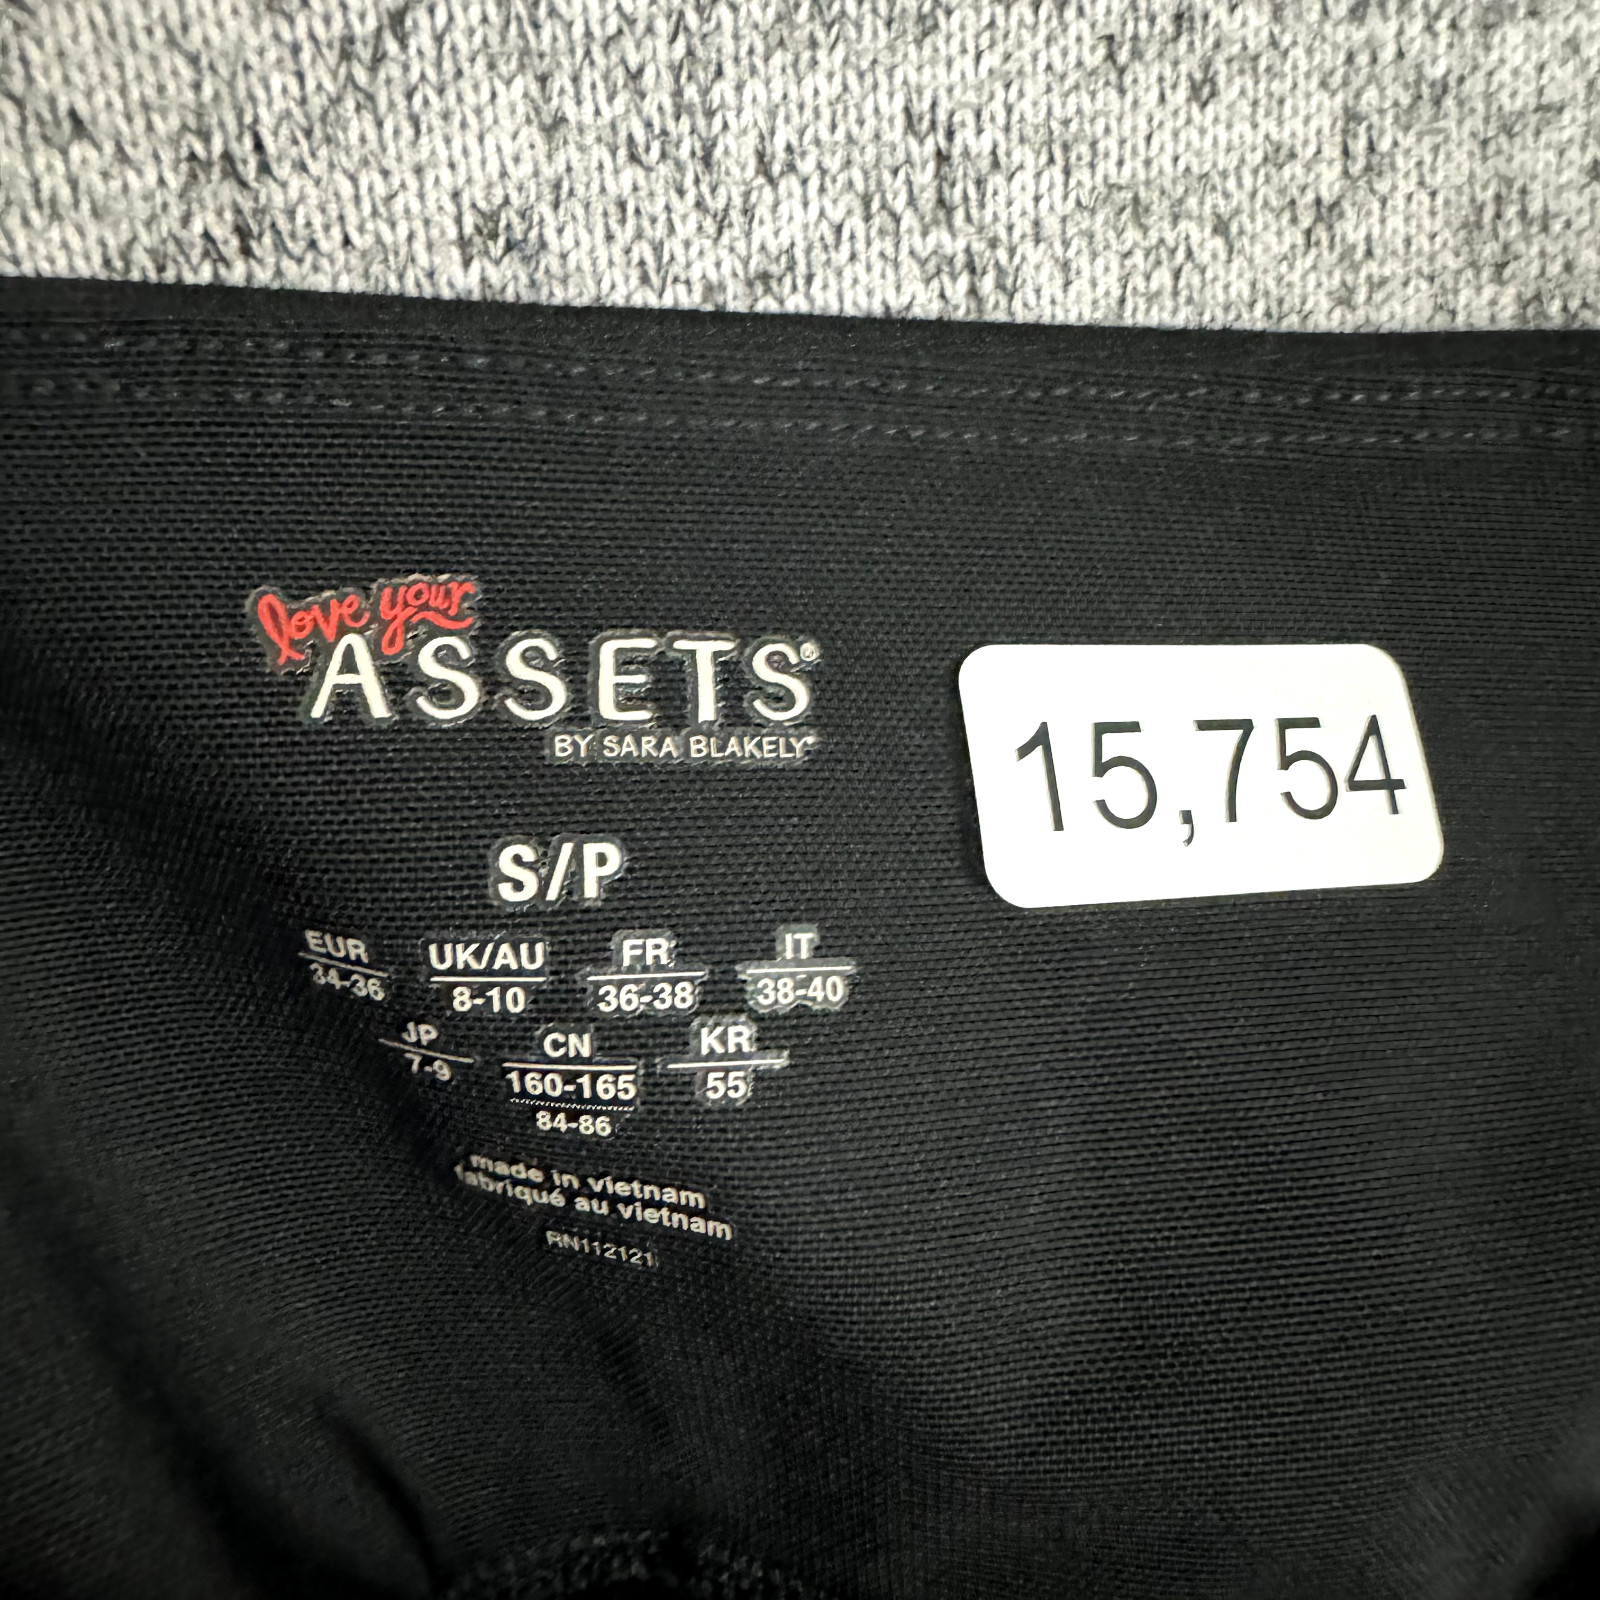 love your
ASSETS®
BY SARA BLAKELY®
15,754
S/P
EUR UK/AU FR IT
34-36 8-10 36-38 38-40
JP CN KR
7-9 160-165 55
84-86
made in vietnam
fabriqué au vietnam
RN112121